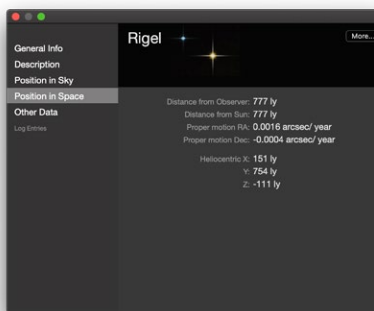 Rigel
More...
General Info
Description
Position in Sky
Position in Space
Other Data
Log Entries
Distance from Observer: 777 ly
Distance from Sun: 777 ly
Proper motion RA: 0.0016 arcsec/ year
Proper motion Dec: -0.0004 arcsec/ year
Heliocentric X: 151 ly
Y: 754 ly
Z: -111 ly